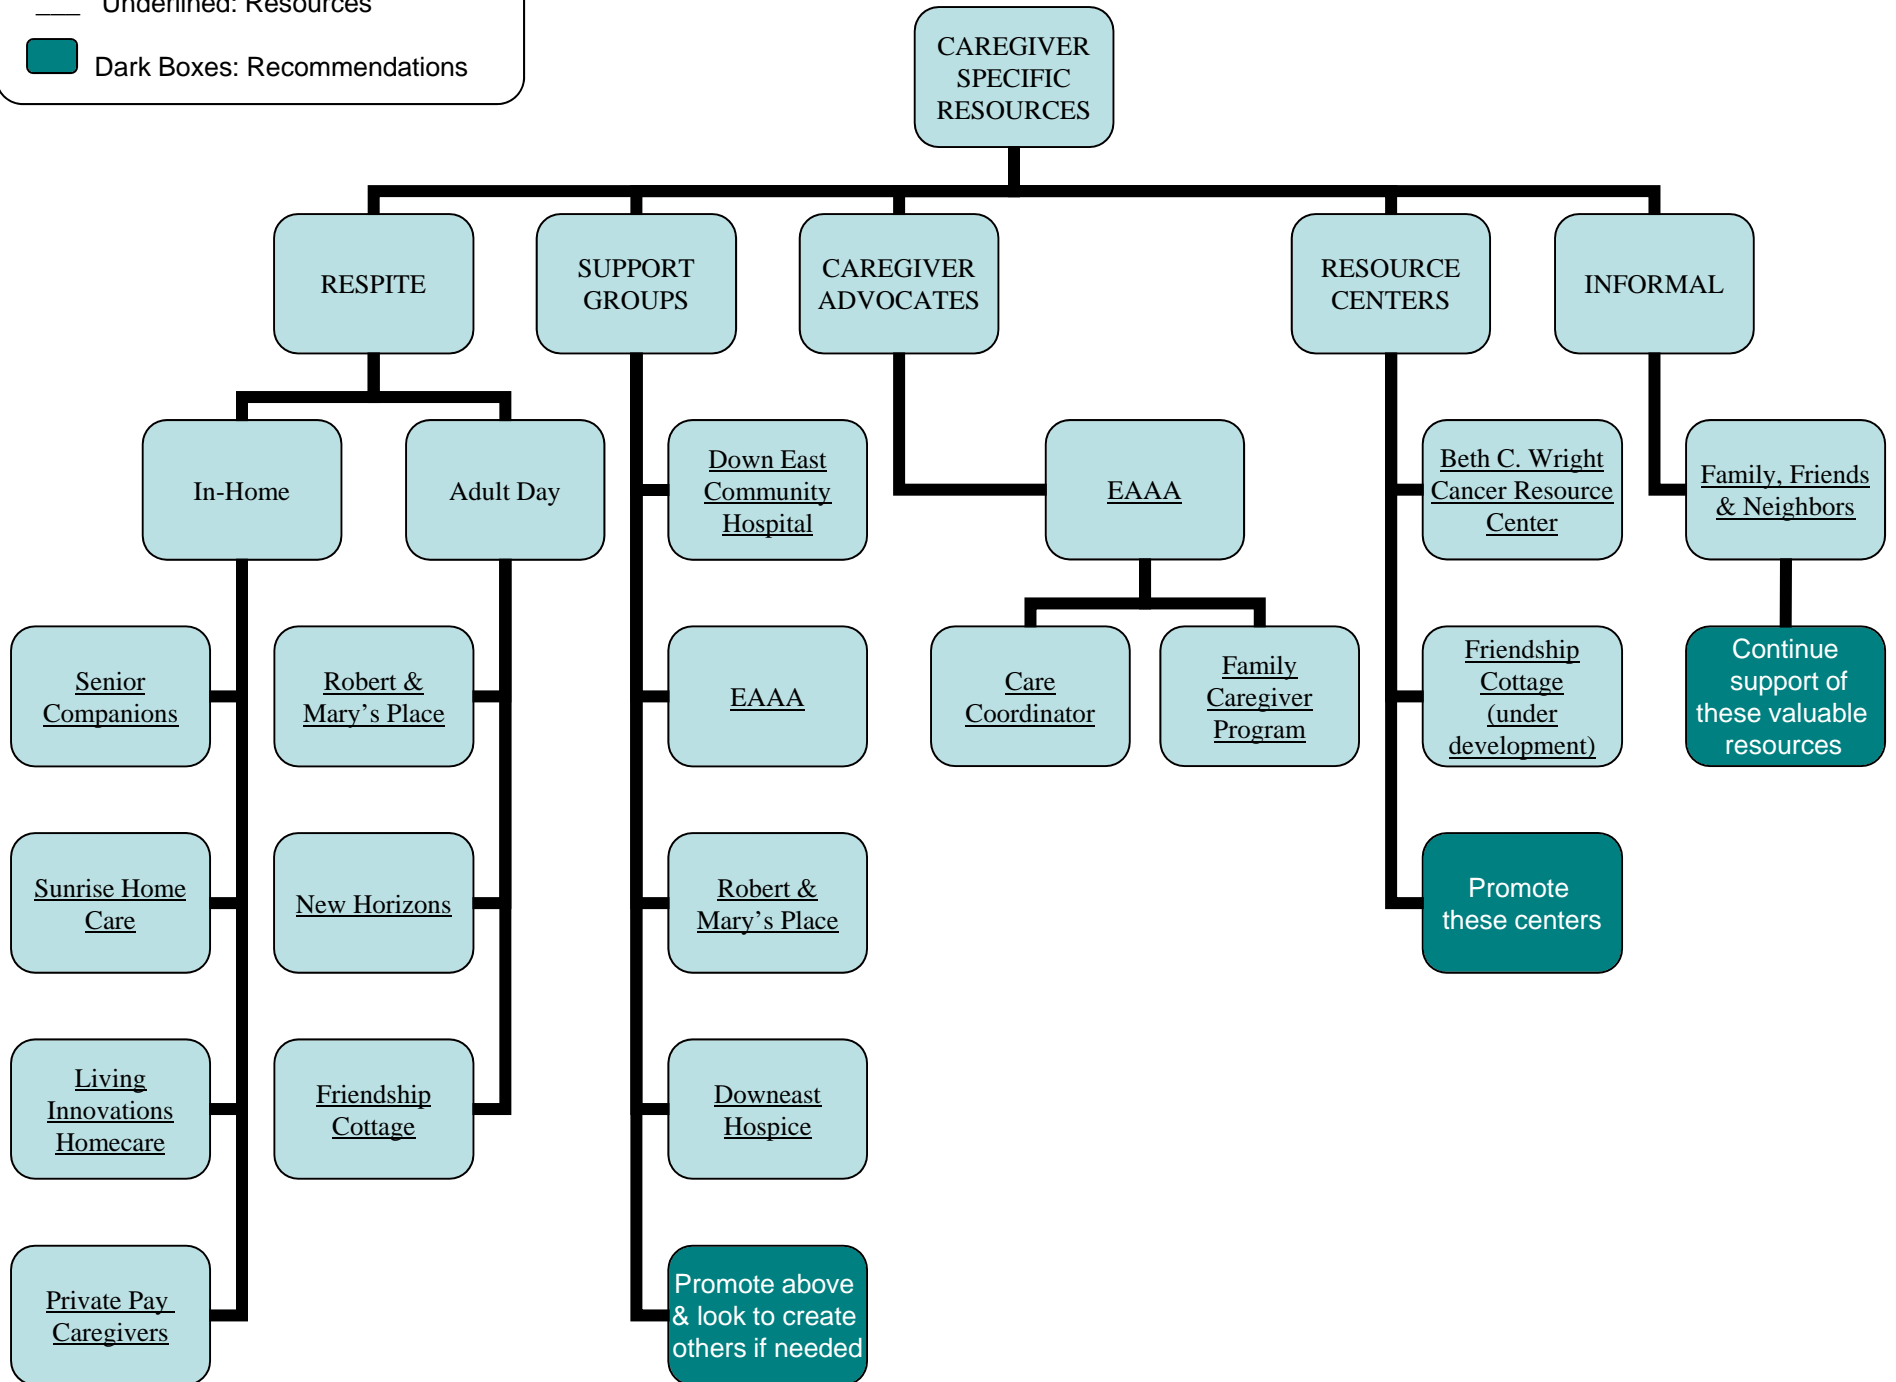 ___ Underlined: Resources
Dark Boxes: Recommendations
CAREGIVER
SPECIFIC
RESOURCES
RESPITE
SUPPORT
GROUPS
CAREGIVER
ADVOCATES
RESOURCE
CENTERS
INFORMAL
In-Home
Adult Day
Down East
Community
Hospital
EAAA
Beth C. Wright
Cancer Resource
Center
Family, Friends
& Neighbors
Senior
Companions
Robert &
Mary’s Place
EAAA
Care
Coordinator
Family
Caregiver
Program
Friendship
Cottage
(under
development)
Continue
support of
these valuable
resources
Sunrise Home
Care
New Horizons
Robert &
Mary’s Place
Promote
these centers
Living
Innovations
Homecare
Friendship
Cottage
Downeast
Hospice
Private Pay
Caregivers
Promote above
& look to create
others if needed